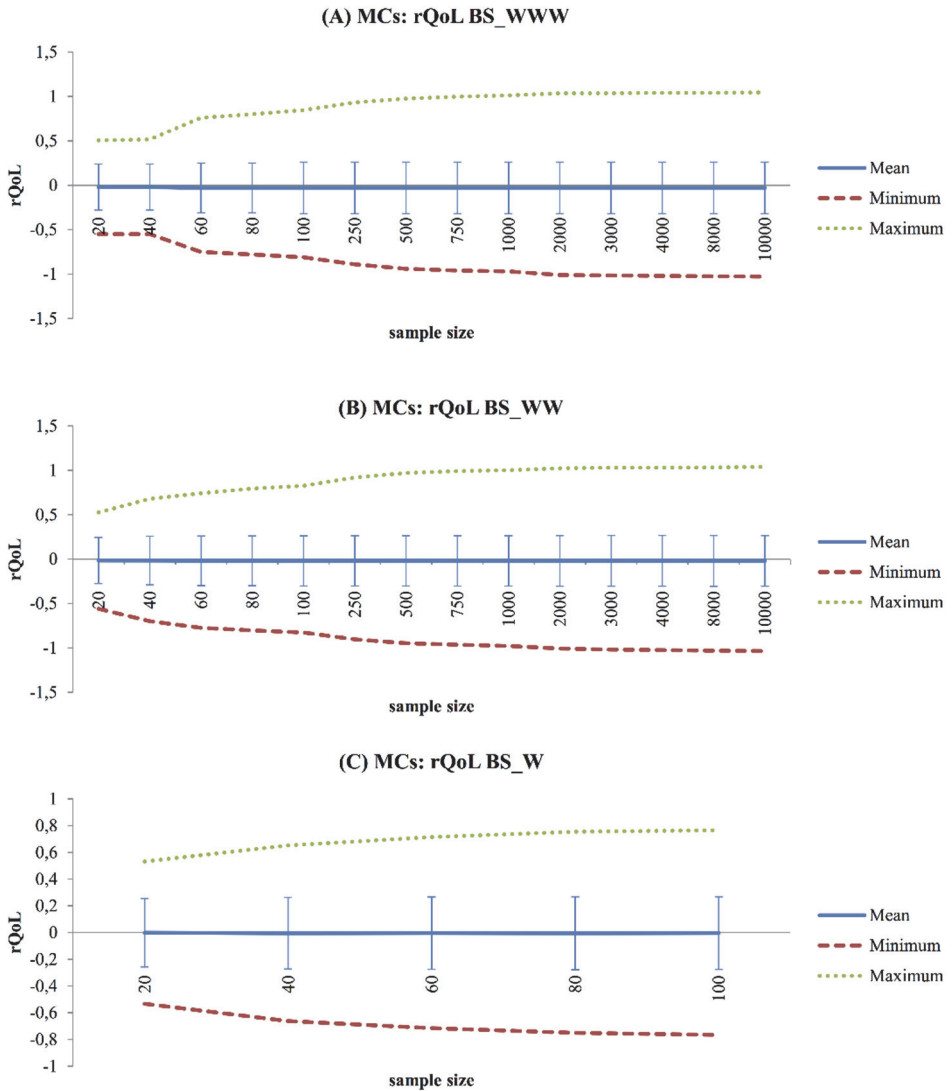 (A) MCs: rQoL BS_WWW
1,5
1
0,5
0
-0,5
-1
-1,5
rQoL
20 40 60 80 100 250 500 750 1000 2000 3000 4000 8000 10000
sample size
Mean
Minimum
Maximum
(B) MCs: rQoL BS_WW
1,5
1
0,5
0
-0,5
-1
-1,5
rQoL
20 40 60 80 100 250 500 750 1000 2000 3000 4000 8000 10000
sample size
Mean
Minimum
Maximum
(C) MCs: rQoL BS_W
1
0,8
0,6
0,4
0,2
0
-0,2
-0,4
-0,6
-0,8
-1
rQoL
20 40 60 80 100
sample size
Mean
Minimum
Maximum